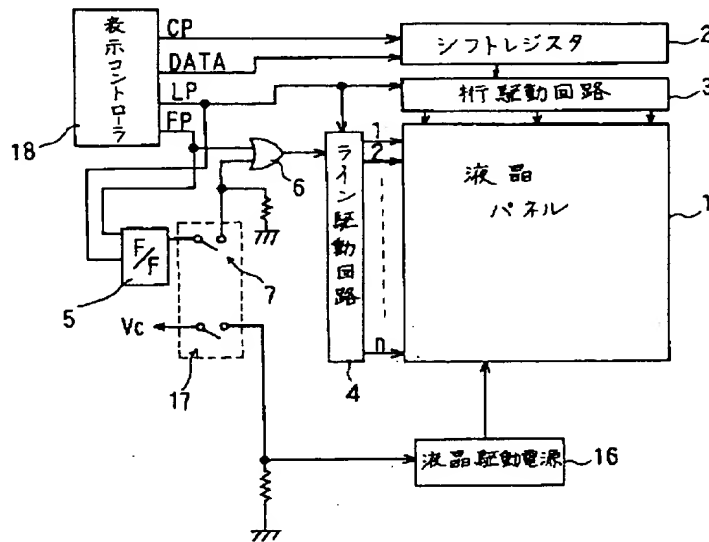 CP
シフトレジスタ
2
DATA
LP
桁駆動回路
3
FP
表示コントローラ
18
6
1
2
ライン駆動回路
液晶
パネル
1
F/F
5
7
Vc
17
n
4
液晶駆動電源
16